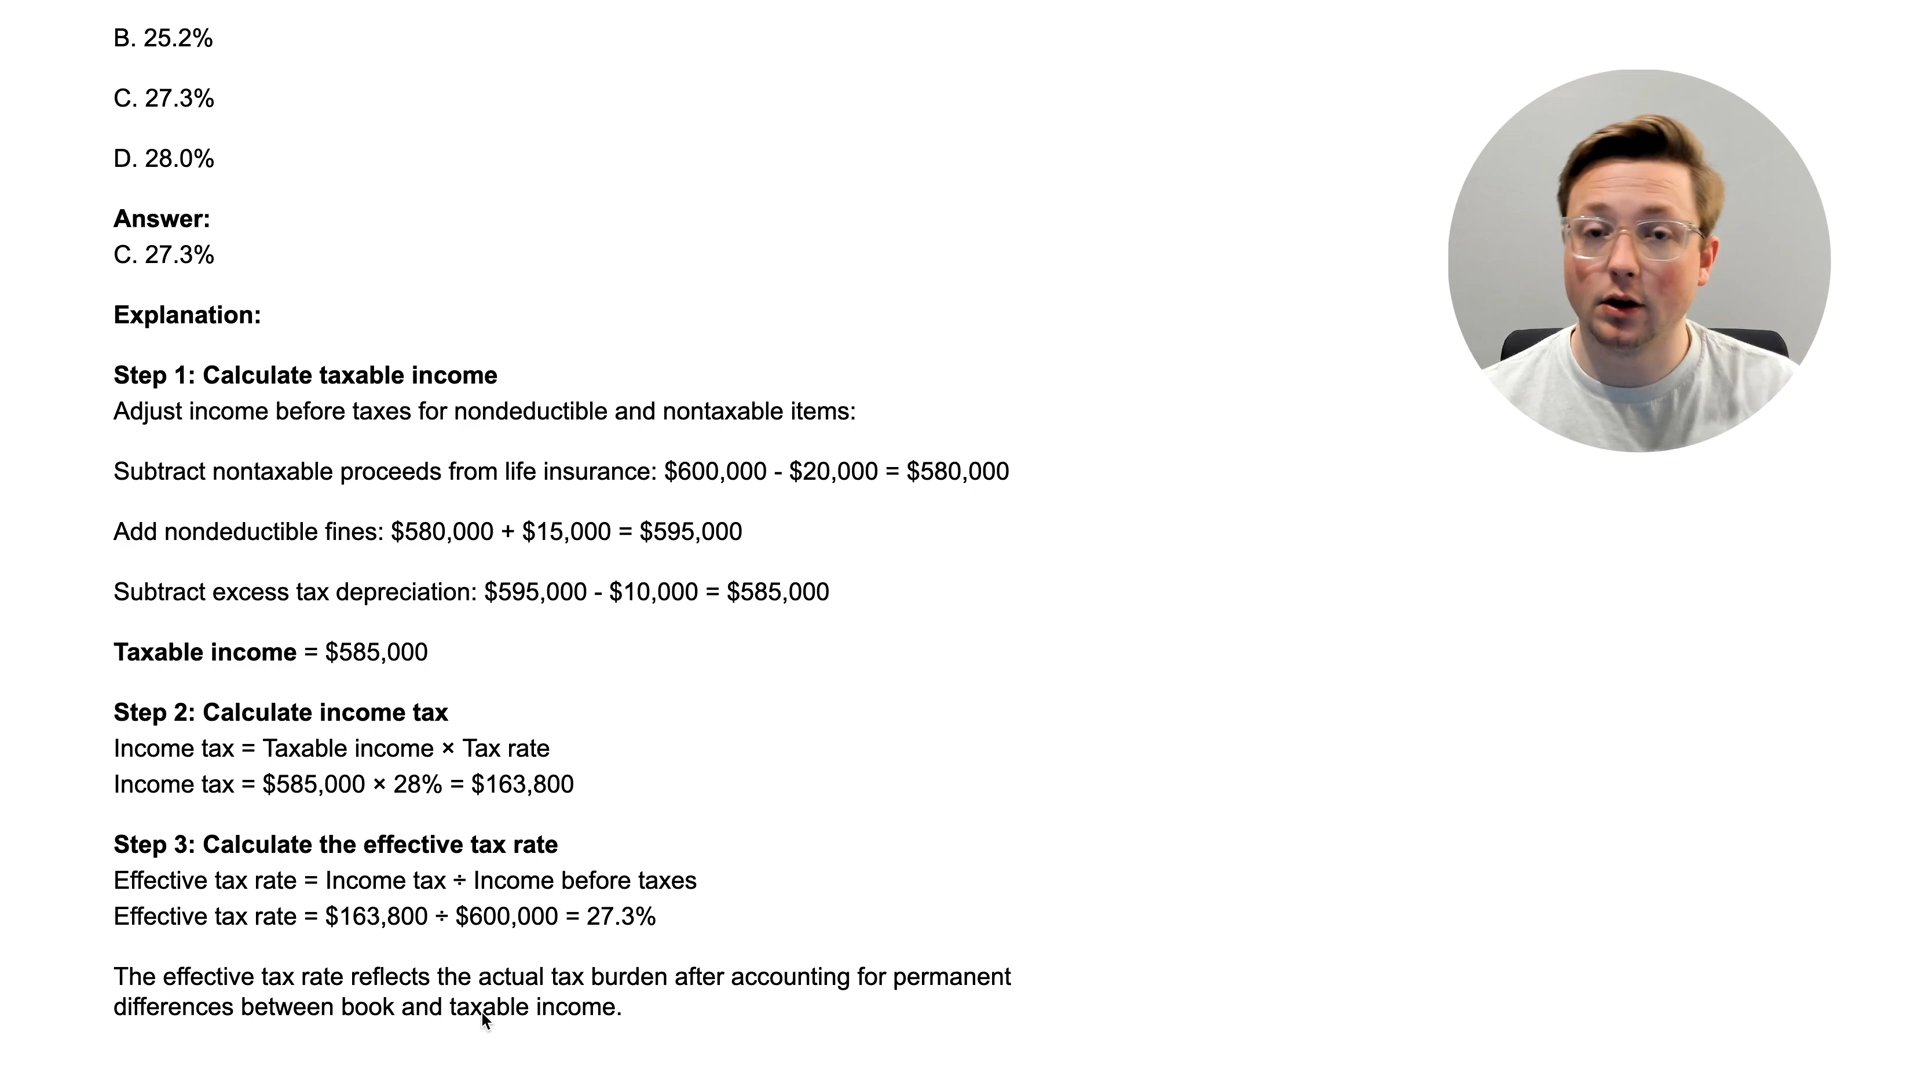 B. 25.2%
C. 27.3%
D. 28.0%
Answer:
C. 27.3%
Explanation:
Step 1: Calculate taxable income
Adjust income before taxes for nondeductible and nontaxable items:
Subtract nontaxable proceeds from life insurance: $600,000 - $20,000 = $580,000
Add nondeductible fines: $580,000 + $15,000 = $595,000
Subtract excess tax depreciation: $595,000 - $10,000 = $585,000
Taxable income = $585,000
Step 2: Calculate income tax
Income tax = Taxable income × Tax rate
Income tax = $585,000 × 28% = $163,800
Step 3: Calculate the effective tax rate
Effective tax rate = Income tax ÷ Income before taxes
Effective tax rate = $163,800 ÷ $600,000 = 27.3%
The effective tax rate reflects the actual tax burden after accounting for permanent
differences between book and taxable income.